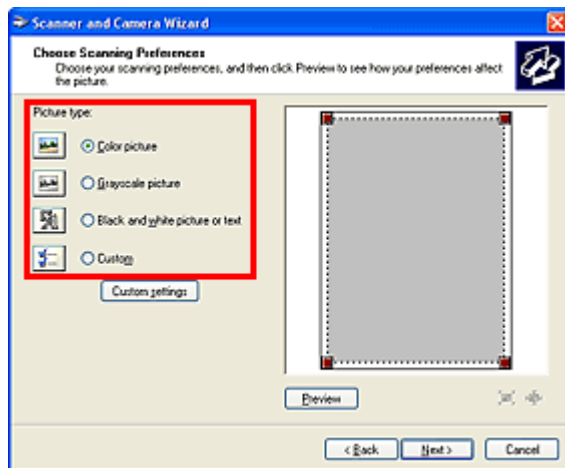 Scanner and Camera Wizard
Choose Scanning Preferences
Choose your scanning preferences, and then click Preview to see how your preferences affect
the picture.
Picture type:
Color picture
Grayscale picture
Black and white picture or text
Custom
Custom settings
Preview
< Back
Next >
Cancel